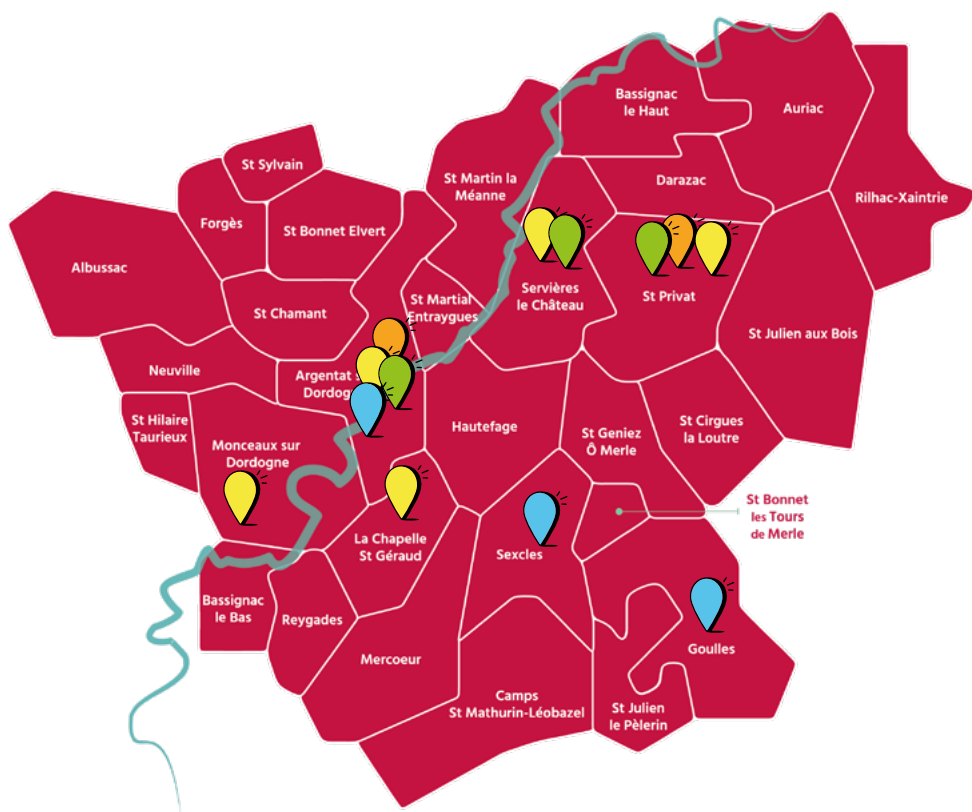 Bassignac
le Haut
Auriac
St Sylvain
St Martin la
Méanne
Darazac
Rilhac-Xaintrie
Forgès
St Bonnet Elvert
Albussac
Servières
le Château
St Privat
St Chamant
St Martial
Entraygues
St Julien aux Bois
Neuville
Argentat
Dordogne
St Hilaire
Taurieux
Monceaux sur
Dordogne
Hautefage
St Geniez
Ô Merle
St Cirgues
la Loutre
St Bonnet
les Tours
de Merle
La Chapelle
St Géraud
Sexcles
Bassignac
le Bas
Reygades
Goulles
Mercoeur
Camps
St Mathurin-Léobazel
St Julien
le Pèlerin